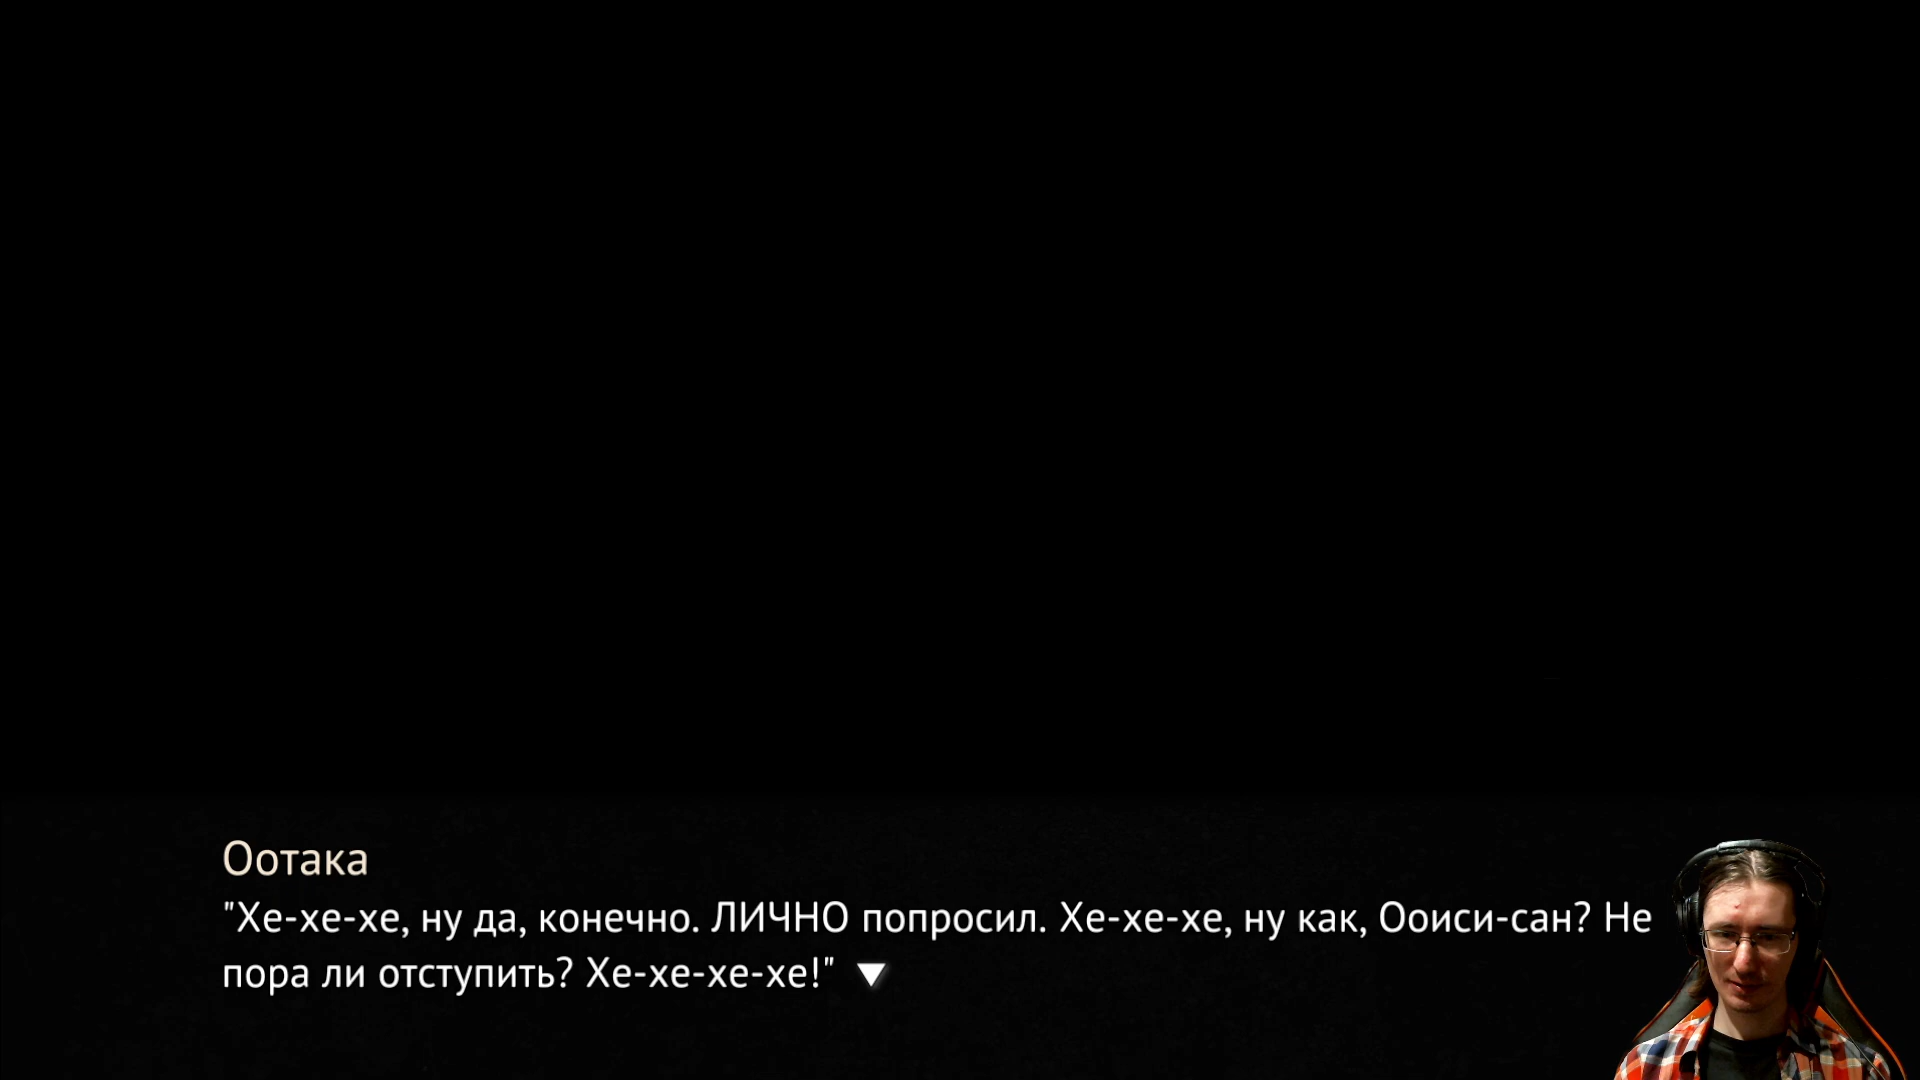 Оотака
"Хе-хе-хе, ну да, конечно. ЛИЧНО попросил. Хе-хе-хе, ну как, Ооиси-сан? Не
пора ли отступить? Хе-хе-хе-хе!"